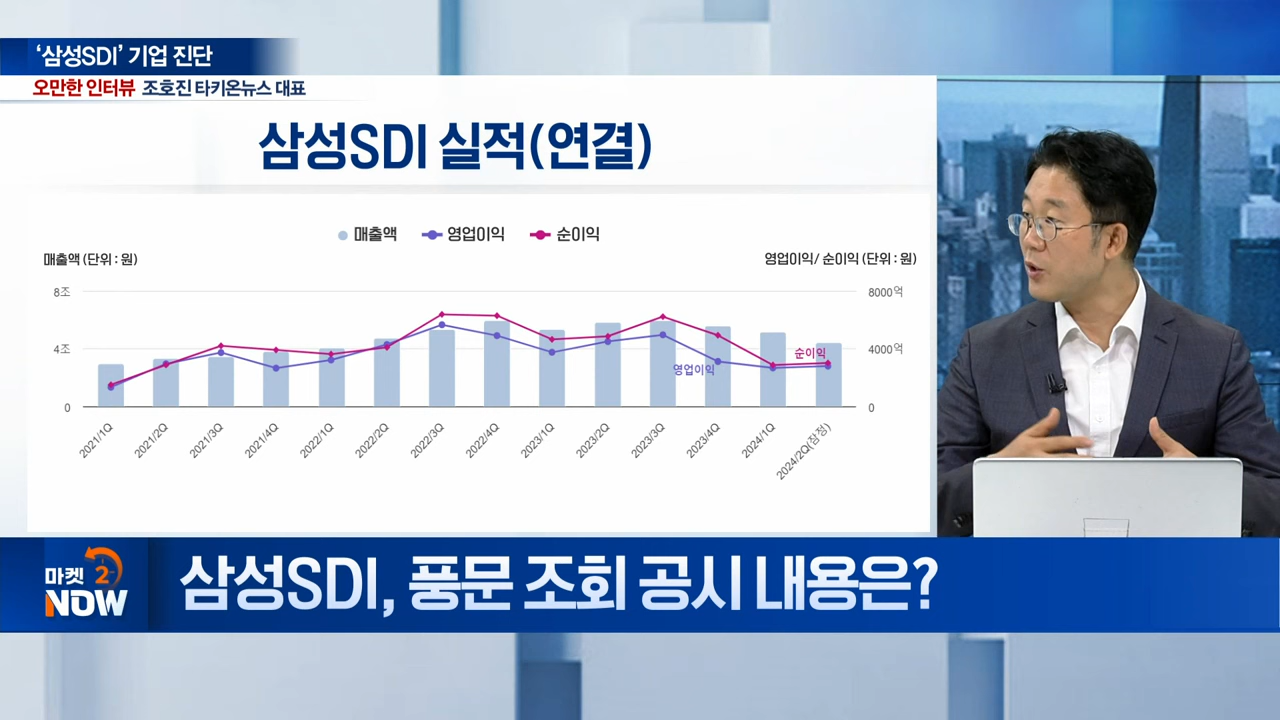 ‘삼성SDI’ 기업 진단
오만한 인터뷰 조호진 타키온뉴스 대표
삼성SDI 실적(연결)
매출액 영업이익 순이익
매출액 (단위 : 원)
영업이익/ 순이익 (단위 : 원)
8조
8000억
4조
4000억
0
0
순이익
영업이익
2021/1Q
2021/2Q
2021/3Q
2021/4Q
2022/1Q
2022/2Q
2022/3Q
2022/4Q
2023/1Q
2023/2Q
2023/3Q
2023/4Q
2024/1Q
2024/2Q(잠정)
마켓 2
NOW
삼성SDI, 풍문 조회 공시 내용은?